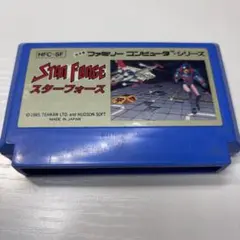 HFC-SF
ファミリー コンピュータ シリーズ
STAR FORCE
スターフォース
©1985 TEHKAN LTD. and HUDSON SOFT
MADE IN JAPAN